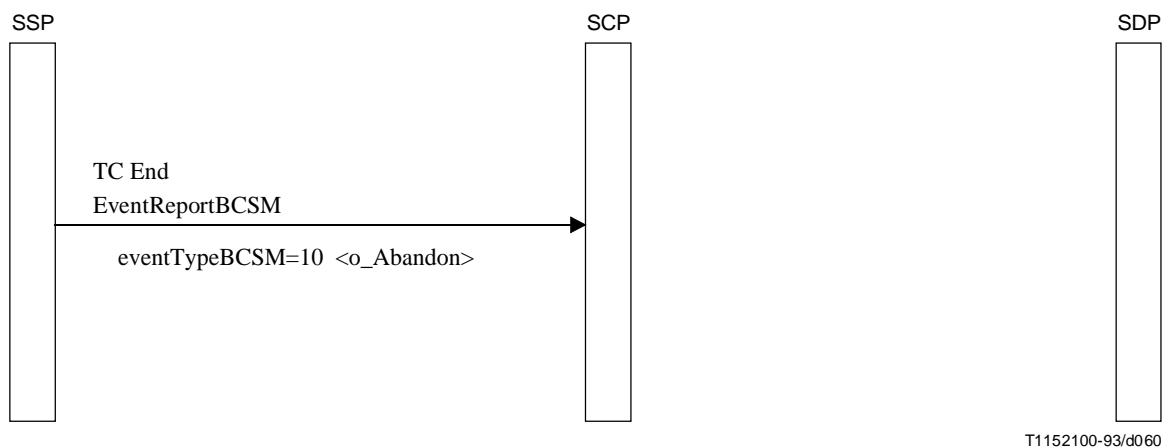 SSP
SCP
SDP
TC End
EventReportBCSM
eventTypeBCSM=10 <o_Abandon>
T1152100-93/d060